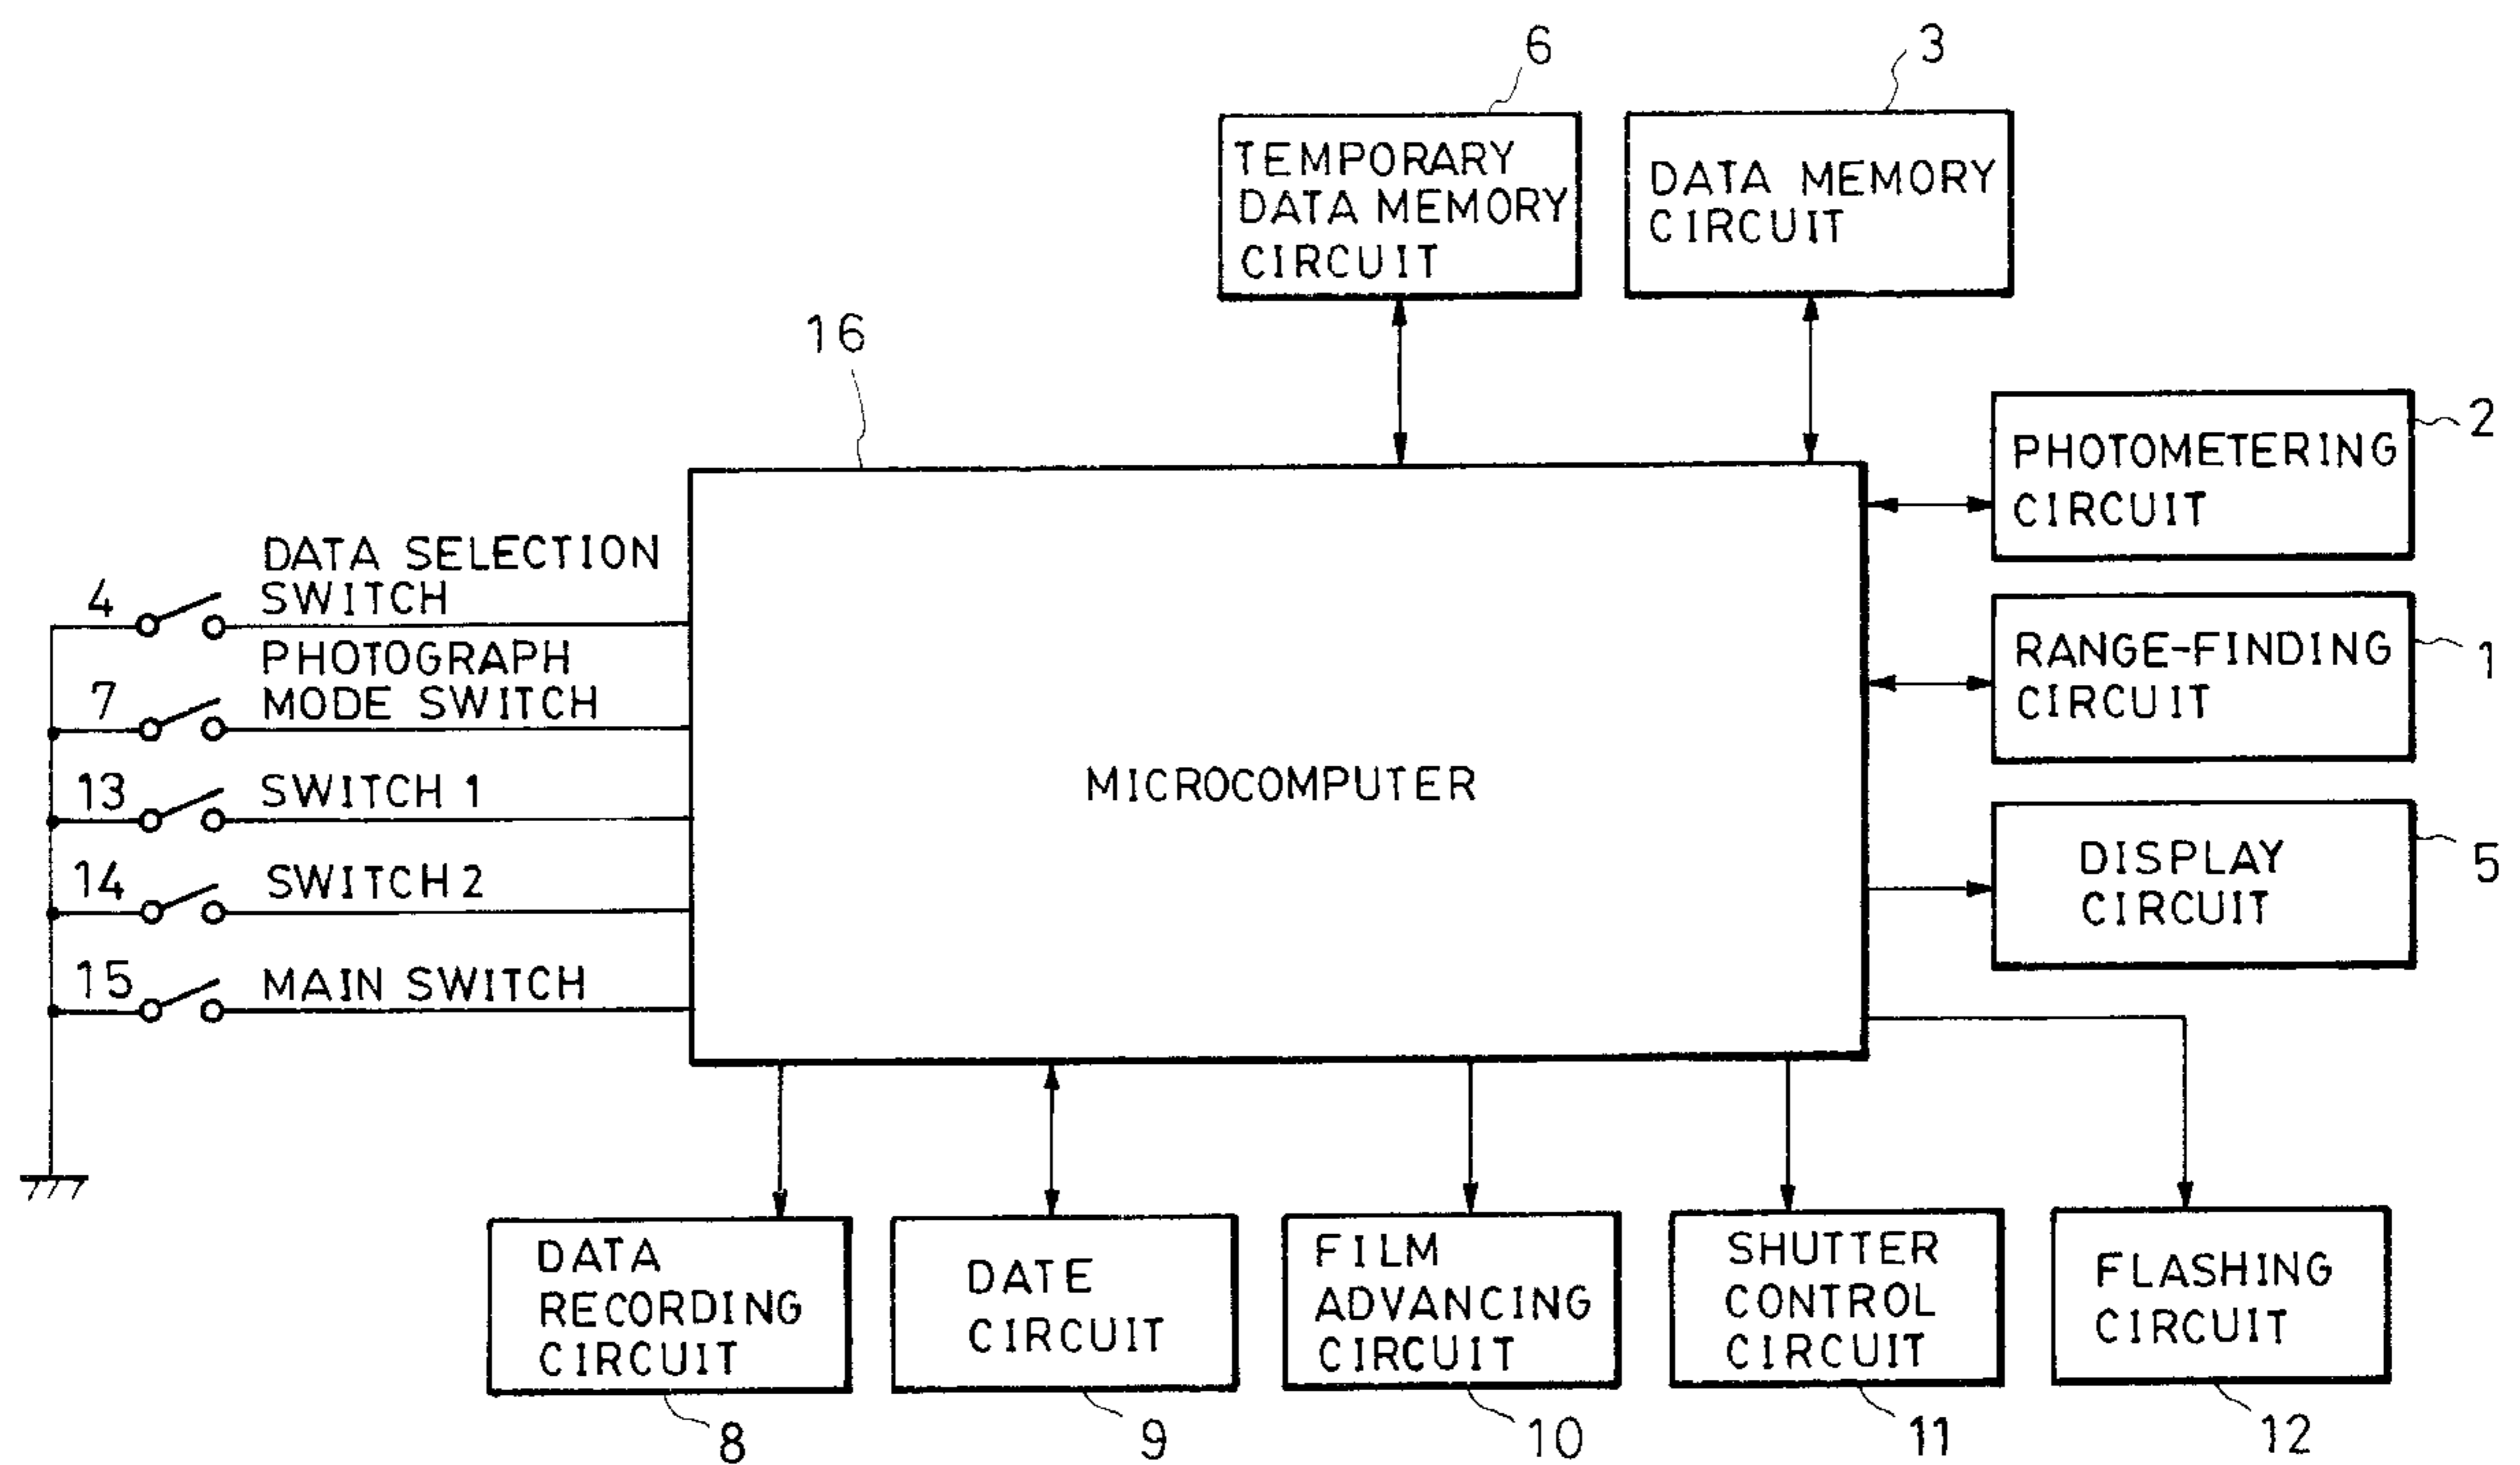 6
3
TEMPORARY
DATA MEMORY
CIRCUIT
DATA MEMORY
CIRCUIT
16
2
PHOTOMETERING
CIRCUIT
DATA SELECTION
SWITCH
4
PHOTOGRAPH
MODE SWITCH
7
RANGE-FINDING
CIRCUIT
1
13
SWITCH 1
MICROCOMPUTER
14
SWITCH 2
DISPLAY
CIRCUIT
5
15
MAIN SWITCH
DATA
RECORDING
CIRCUIT
DATE
CIRCUIT
FILM
ADVANCING
CIRCUIT
SHUTTER
CONTROL
CIRCUIT
FLASHING
CIRCUIT
8
9
10
11
12